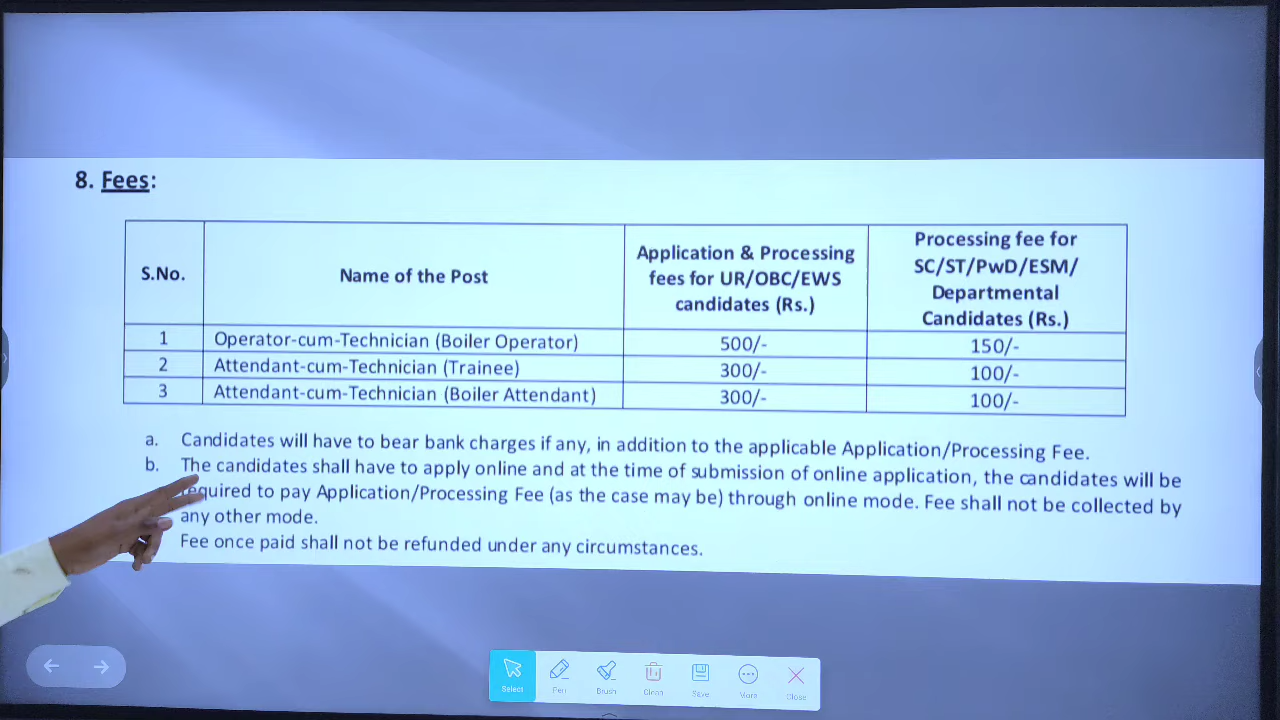 8. Fees:
S.No.
Name of the Post
Application & Processing
fees for UR/OBC/EWS
candidates (Rs.)
Processing fee for
SC/ST/PwD/ESM/
Departmental
Candidates (Rs.)
1 Operator-cum-Technician (Boiler Operator) 500/- 150/-
2 Attendant-cum-Technician (Trainee) 300/- 100/-
3 Attendant-cum-Technician (Boiler Attendant) 300/- 100/-
a. Candidates will have to bear bank charges if any, in addition to the applicable Application/Processing Fee.
b. The candidates shall have to apply online and at the time of submission of online application, the candidates will be
required to pay Application/Processing Fee (as the case may be) through online mode. Fee shall not be collected by
any other mode.
Fee once paid shall not be refunded under any circumstances.
Select Pen Brush Clean Save More Close